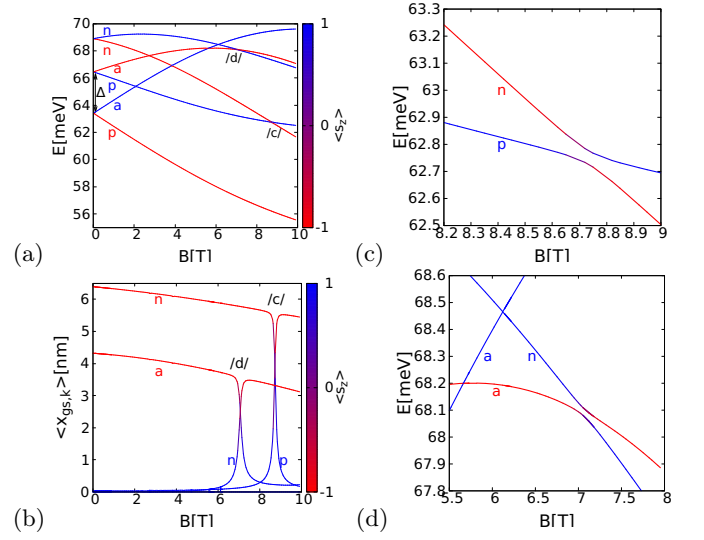 (a)
E[meV]
70
68
66
64
62
60
58
56
n
n
a
p
a
p
Δ
/d/
/c/
0 2 4 6 8 10
B[T]
1
0
-1
<s_z>
(c)
E[meV]
63.3
63.2
63.1
63
62.9
62.8
62.7
62.6
62.5
n
p
8.2 8.3 8.4 8.5 8.6 8.7 8.8 8.9 9
B[T]
(b)
<x_gs,k>[nm]
6
5
4
3
2
1
0
n
a
/c/
/d/
n
p
0 2 4 6 8 10
B[T]
1
0
-1
<s_z>
(d)
E[meV]
68.6
68.5
68.4
68.3
68.2
68.1
68
67.9
67.8
a
n
a
5.5 6 6.5 7 7.5 8
B[T]